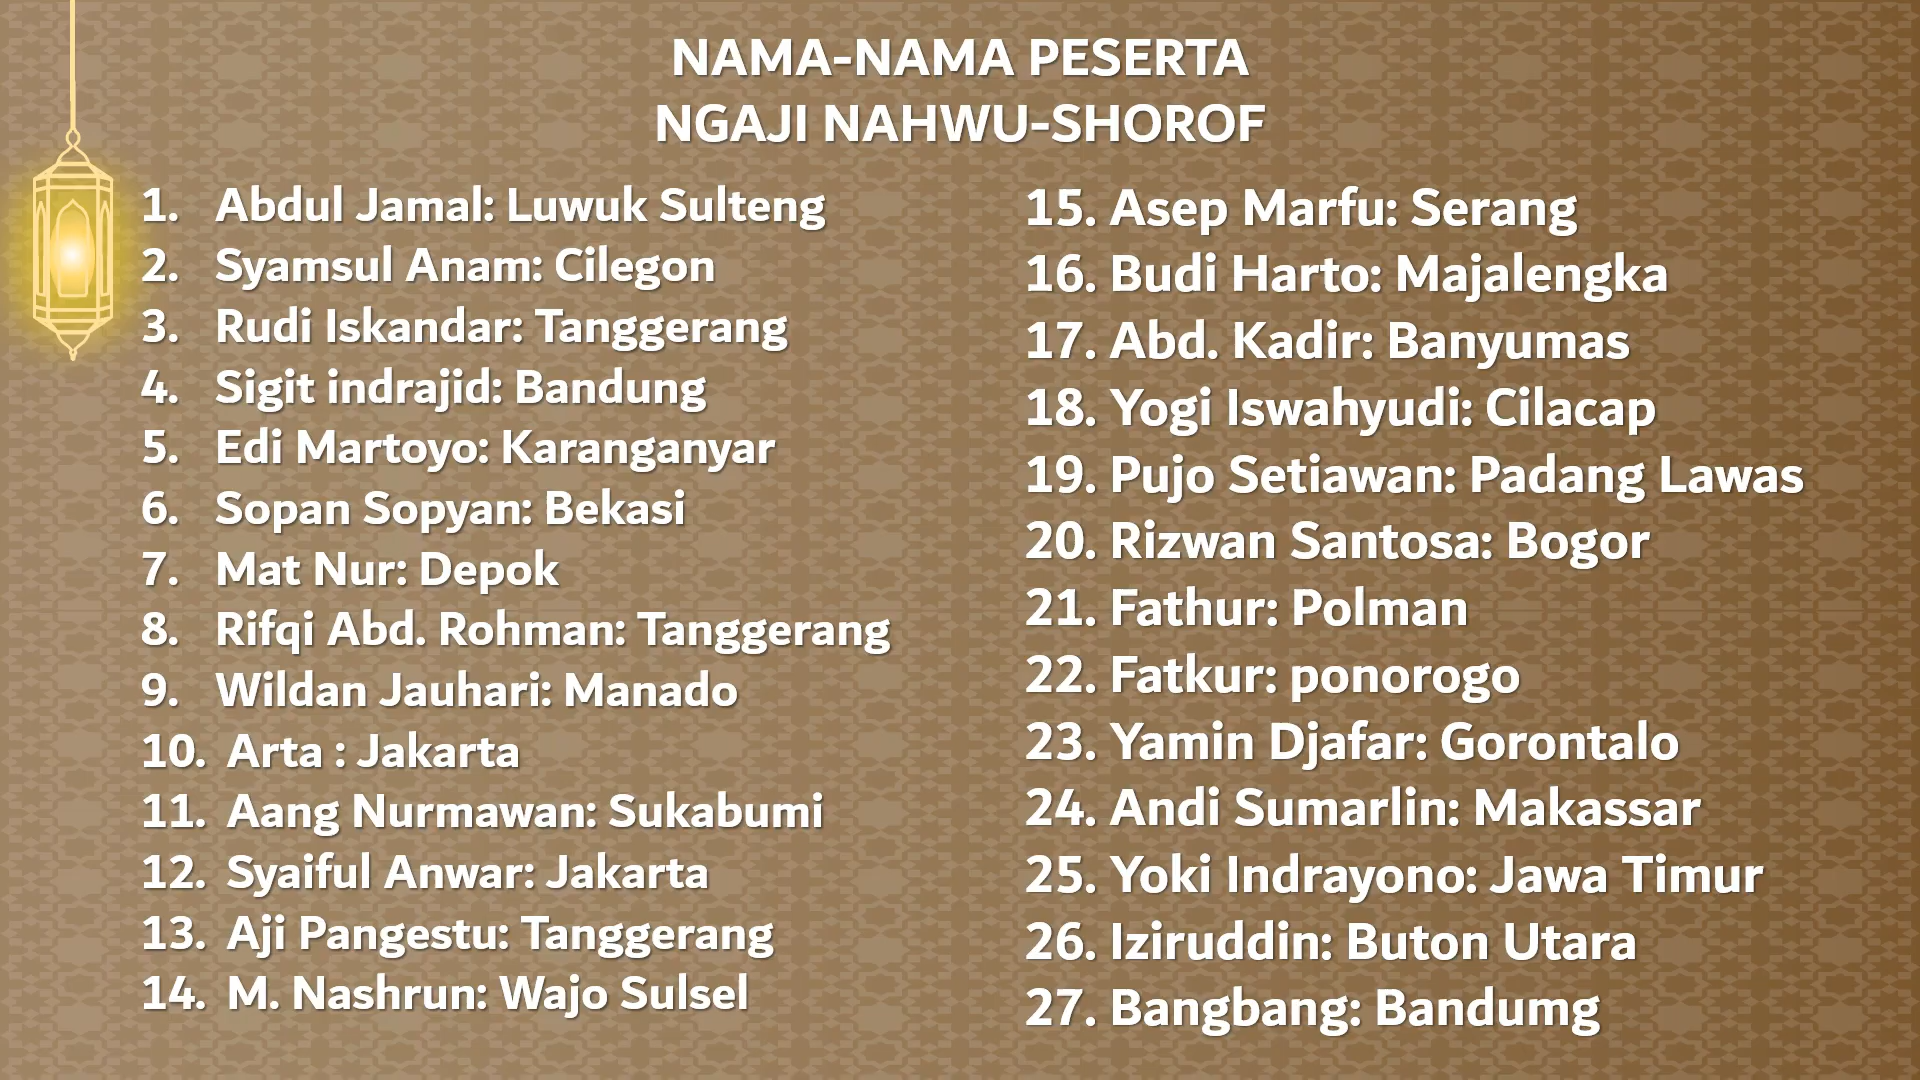 NAMA-NAMA PESERTA
NGAJI NAHWU-SHOROF
1. Abdul Jamal: Luwuk Sulteng
2. Syamsul Anam: Cilegon
3. Rudi Iskandar: Tanggerang
4. Sigit indrajid: Bandung
5. Edi Martoyo: Karanganyar
6. Sopan Sopyan: Bekasi
7. Mat Nur: Depok
8. Rifqi Abd. Rohman: Tanggerang
9. Wildan Jauhari: Manado
10. Arta : Jakarta
11. Aang Nurmawan: Sukabumi
12. Syaiful Anwar: Jakarta
13. Aji Pangestu: Tanggerang
14. M. Nashrun: Wajo Sulsel
15. Asep Marfu: Serang
16. Budi Harto: Majalengka
17. Abd. Kadir: Banyumas
18. Yogi Iswahyudi: Cilacap
19. Pujo Setiawan: Padang Lawas
20. Rizwan Santosa: Bogor
21. Fathur: Polman
22. Fatkur: ponorogo
23. Yamin Djafar: Gorontalo
24. Andi Sumarlin: Makassar
25. Yoki Indrayono: Jawa Timur
26. Iziruddin: Buton Utara
27. Bangbang: Bandumg